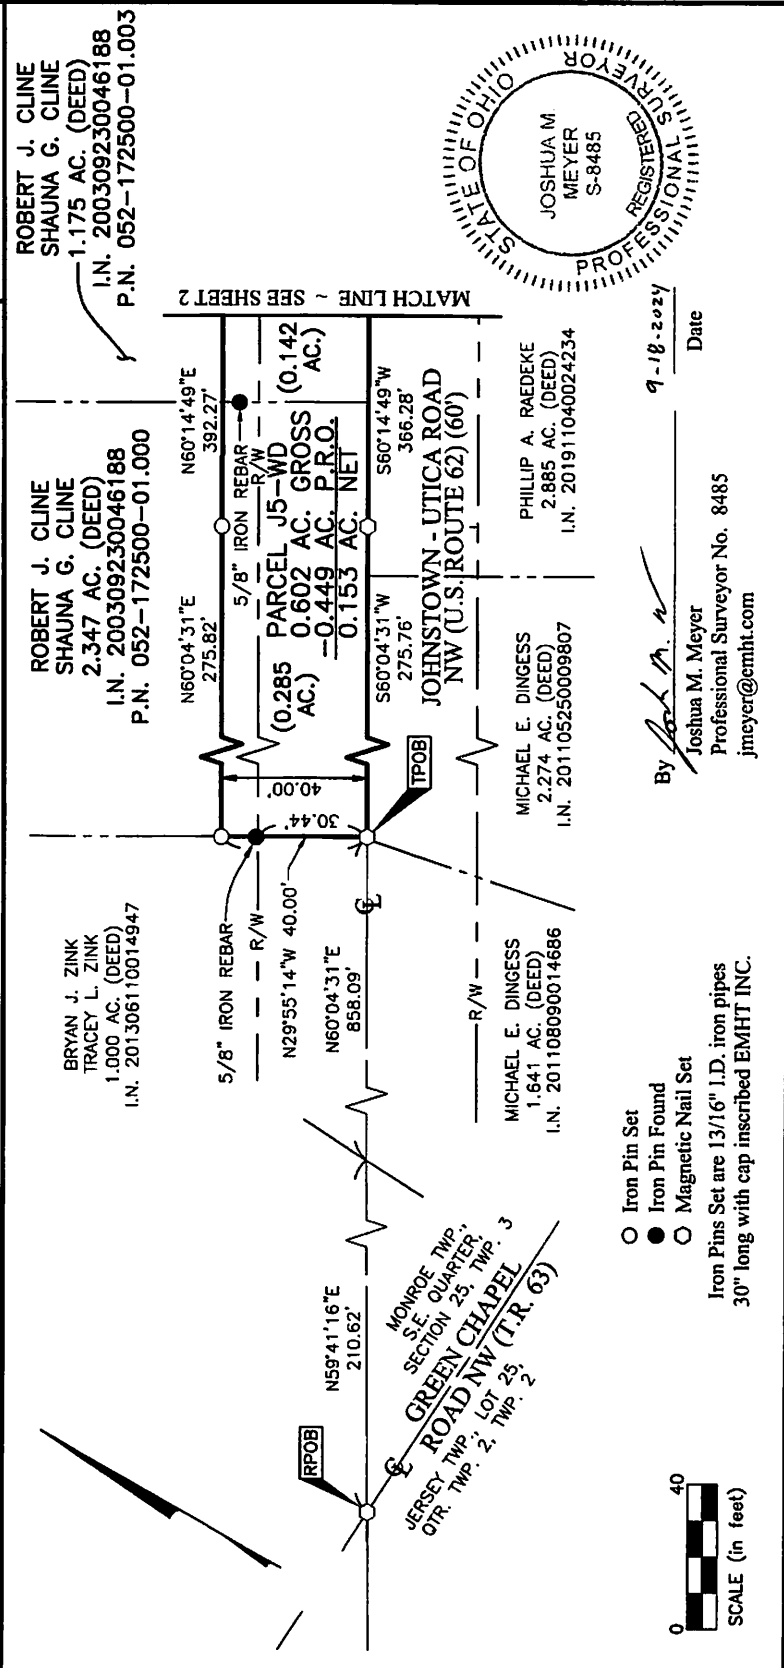 BRYAN J. ZINK
TRACEY L. ZINK
1.000 AC. (DEED)
I.N. 201306110014947
ROBERT J. CLINE
SHAUNA G. CLINE
2.347 AC. (DEED)
I.N. 200309230046188
P.N. 052-172500-01.000
ROBERT J. CLINE
SHAUNA G. CLINE
1.175 AC. (DEED)
I.N. 200309230046188
P.N. 052-172500-01.003
5/8" IRON REBAR
R/W
N29°55'14"W 40.00'
30.44'
40.00'
N60°04'31"E
275.82'
N60°14'49"E
392.27'
5/8" IRON REBAR
R/W
(0.285
AC.)
PARCEL J5-WD
0.602 AC. GROSS
-0.449 AC. P.R.O.
0.153 AC. NET
(0.142
AC.)
MATCH LINE ~ SEE SHEET 2
RPOB
N59°41'16"E
210.62'
N60°04'31"E
858.09'
CL
TPOB
S60°04'31"W
275.76'
S60°14'49"W
366.28'
JOHNSTOWN - UTICA ROAD
NW (U.S. ROUTE 62) (60')
MONROE TWP.,
S.E. QUARTER,
SECTION 25, TWP. 3
GREEN CHAPEL
ROAD NW (T.R. 63)
CL
JERSEY TWP., LOT 25,
QTR. TWP. 2, TWP. 2
R/W
MICHAEL E. DINGESS
1.641 AC. (DEED)
I.N. 201108090014686
MICHAEL E. DINGESS
2.274 AC. (DEED)
I.N. 201105250009807
PHILLIP A. RAEDEKE
2.885 AC. (DEED)
I.N. 201911040024234
STATE OF OHIO
JOSHUA M.
MEYER
S-8485
REGISTERED
PROFESSIONAL SURVEYOR
0 40
SCALE (in feet)
Iron Pin Set
Iron Pin Found
Magnetic Nail Set
Iron Pins Set are 13/16" I.D. iron pipes
30" long with cap inscribed EMHT INC.
By
9-18-2024
Joshua M. Meyer
Date
Professional Surveyor No. 8485
jmeyer@emht.com